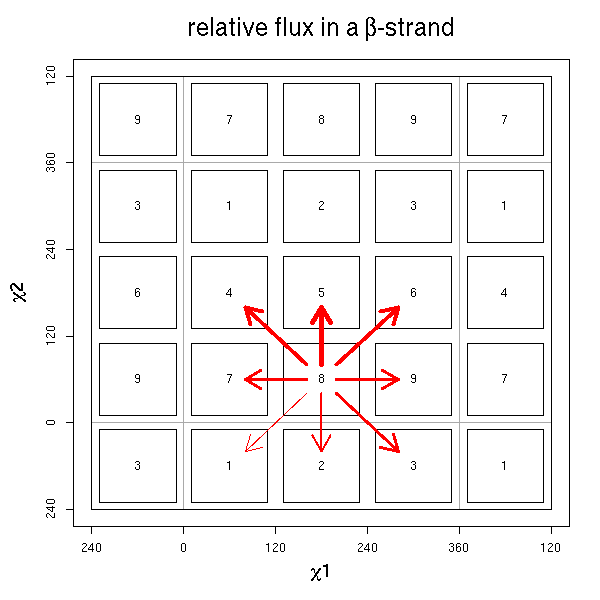 relative flux in a β-strand
120
9 7 8 9 7
360
3 1 2 3 1
240
6 4 5 6 4
120
9 7 8 9 7
0
3 1 2 3 1
240
χ2
240 0 120 240 360 120
χ1